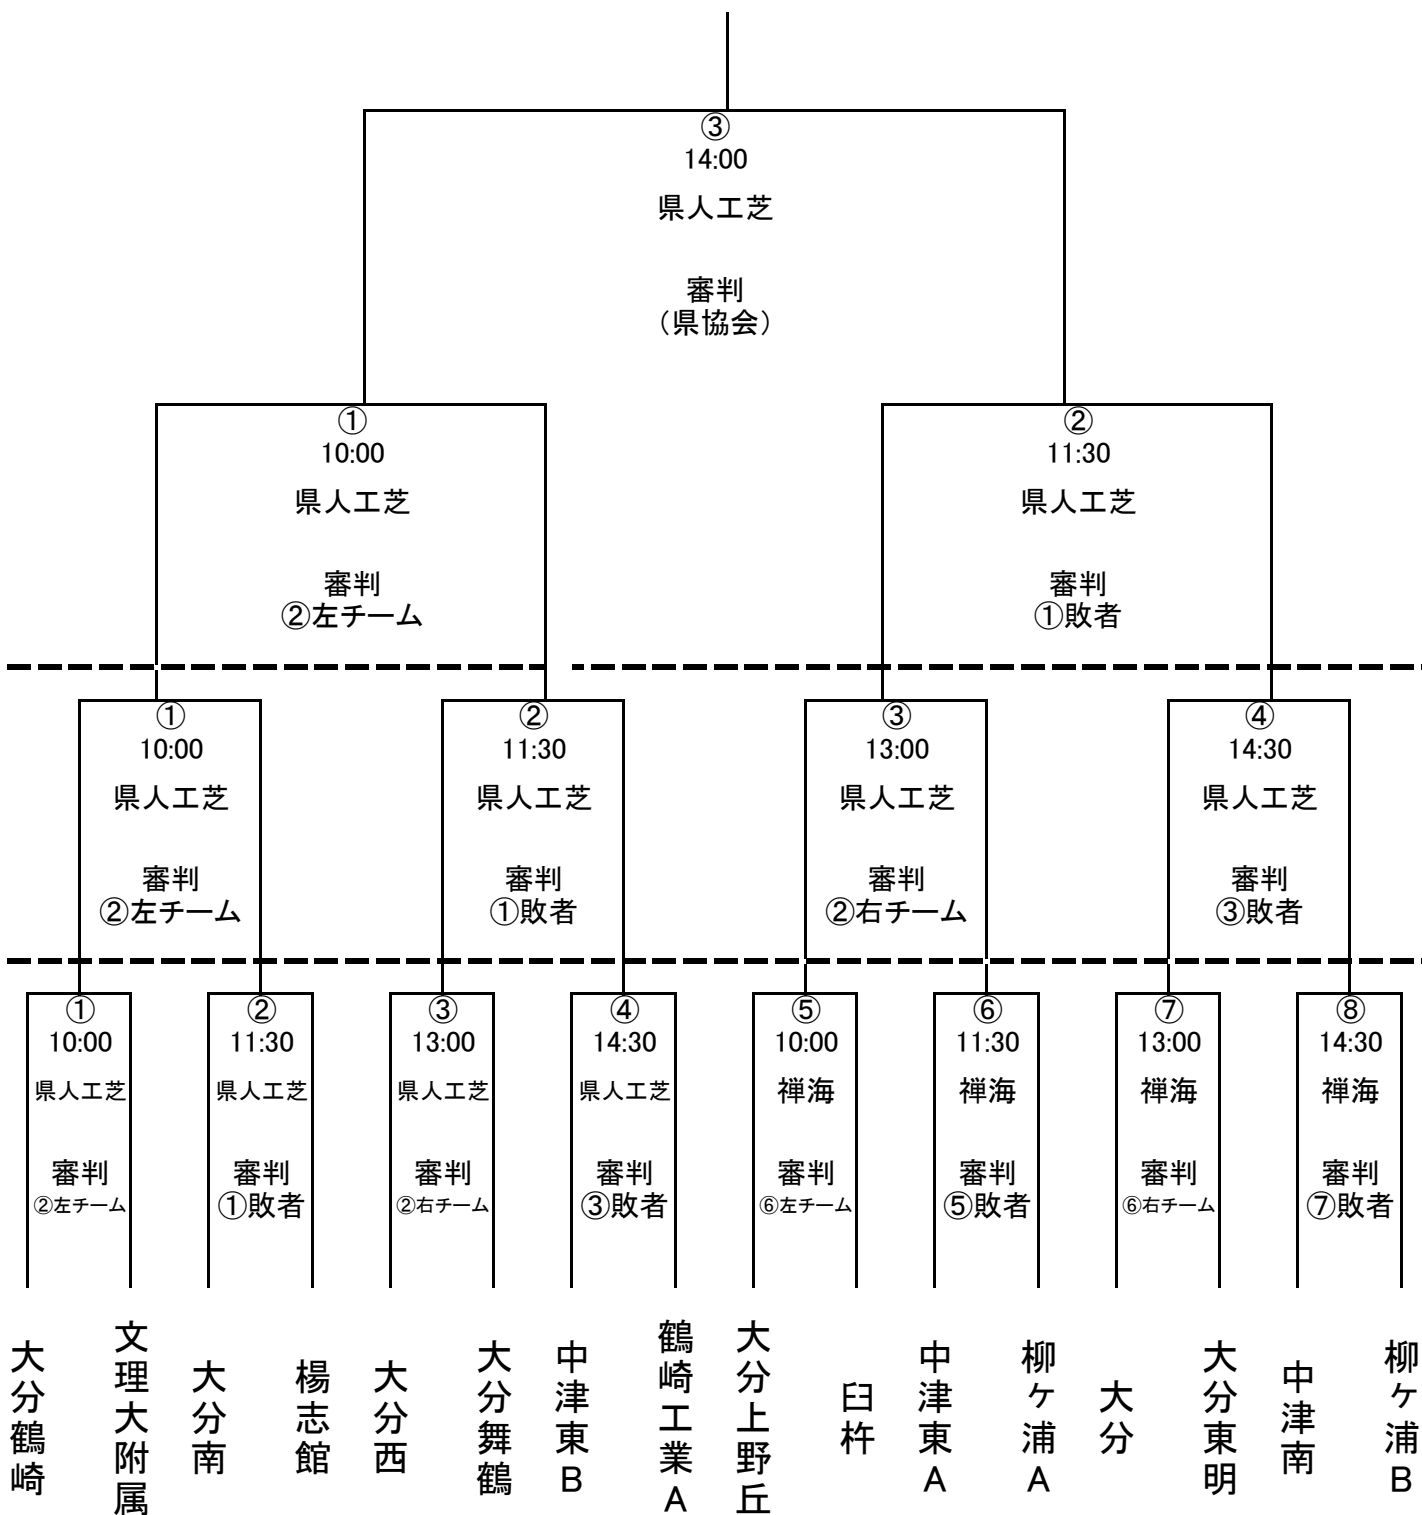 ③
14:00
県人工芝
審判
（県協会）
①
10:00
県人工芝
審判
②左チーム
②
11:30
県人工芝
審判
①敗者
①
10:00
県人工芝
審判
②左チーム
②
11:30
県人工芝
審判
①敗者
③
13:00
県人工芝
審判
②右チーム
④
14:30
県人工芝
審判
③敗者
①
10:00
県人工芝
審判
②左チーム
②
11:30
県人工芝
審判
①敗者
③
13:00
県人工芝
審判
②右チーム
④
14:30
県人工芝
審判
③敗者
⑤
10:00
禅海
審判
⑥左チーム
⑥
11:30
禅海
審判
⑤敗者
⑦
13:00
禅海
審判
⑥右チーム
⑧
14:30
禅海
審判
⑦敗者
大分鶴崎
文理大附属
大分南
楊志館
大分西
大分舞鶴
中津東B
鶴崎工業A
大分上野丘
臼杵
中津東A
柳ヶ浦A
大分
大分東明
中津南
柳ヶ浦B